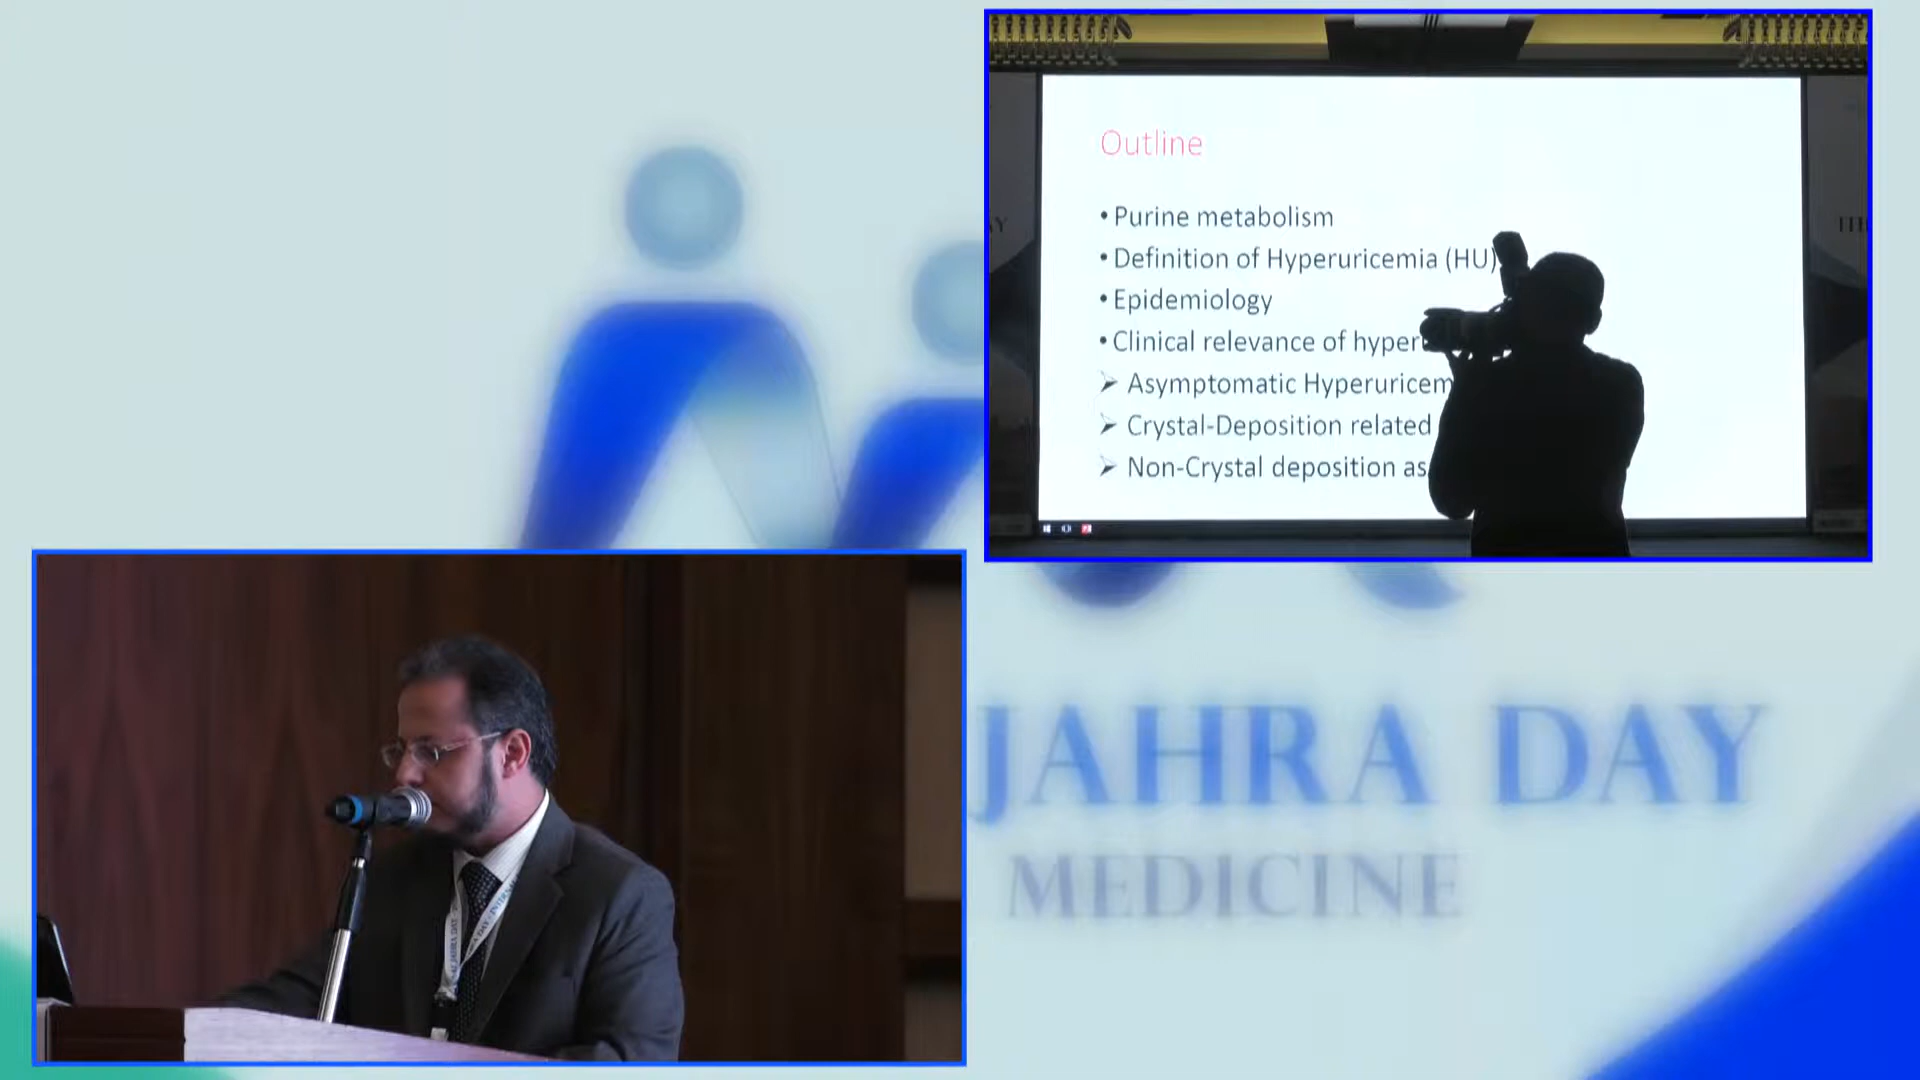 Outline
• Purine metabolism
• Definition of Hyperuricemia (HU)
• Epidemiology
• Clinical relevance of hyper
➢ Asymptomatic Hyperuricem
➢ Crystal-Deposition related
➢ Non-Crystal deposition as
JAHRA DAY
MEDICINE